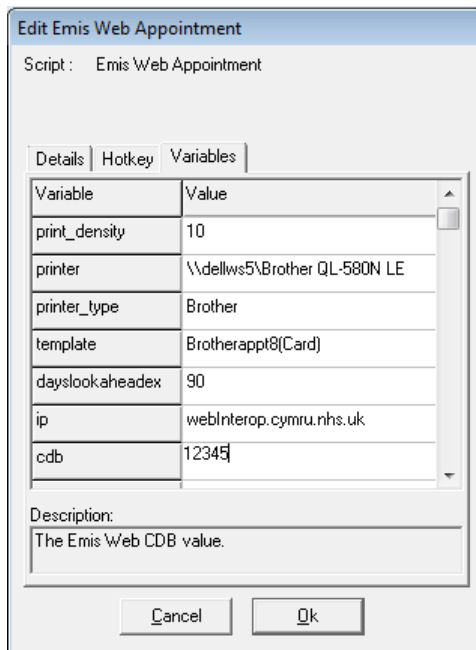 Edit Emis Web Appointment
Script : Emis Web Appointment
Details Hotkey Variables
Variable Value
print_density 10
printer \\dellws5\Brother QL-580N LE
printer_type Brother
template Brotherappt8(Card)
dayslookaheadex 90
ip webInterop.cymru.nhs.uk
cdb 12345
Description:
The Emis Web CDB value.
Cancel Ok